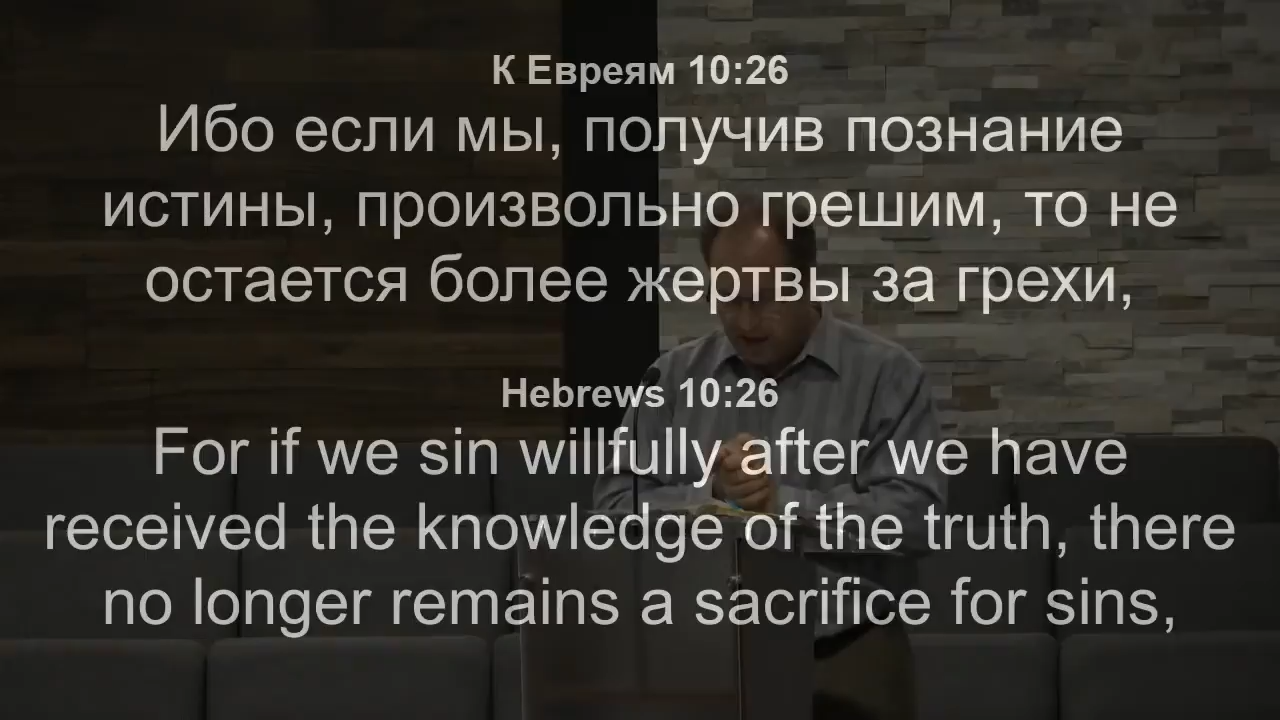 К Евреям 10:26
Ибо если мы, получив познание
истины, произвольно грешим, то не
остается более жертвы за грехи,
Hebrews 10:26
For if we sin willfully after we have
received the knowledge of the truth, there
no longer remains a sacrifice for sins,